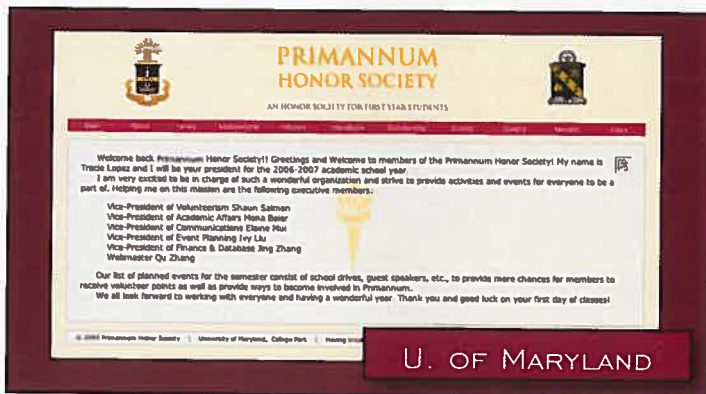 PRIMANNUM
HONOR SOCIETY
AN HONOR SOCIETY FOR FIRST YEAR STUDENTS
Welcome back Primannum Honor Society!! Greetings and Welcome to members of the Primannum Honor Society! My name is
Tracie Lopez and I will be your president for the 2006-2007 academic school year.
I am very excited to be in charge of such a wonderful organization and strive to provide activities and events for everyone to be a
part of. Helping me on this mission are the following executive members:
Vice-President of Volunteerism Shaun Salmon
Vice-President of Academic Affairs Mona Baier
Vice-President of Communications Elaine Mui
Vice-President of Event Planning Ivy Liu
Vice-President of Finance & Database Jing Zhang
Webmaster Qu Zhang
Our list of planned events for the semester consist of school drives, guest speakers, etc., to provide more chances for members to
receive volunteer points as well as provide ways to become involved in Primannum.
We all look forward to working with everyone and having a wonderful year. Thank you and good luck on your first day of classes!
Primannum Honor Society | University of Maryland, College Park | Having
U. OF MARYLAND